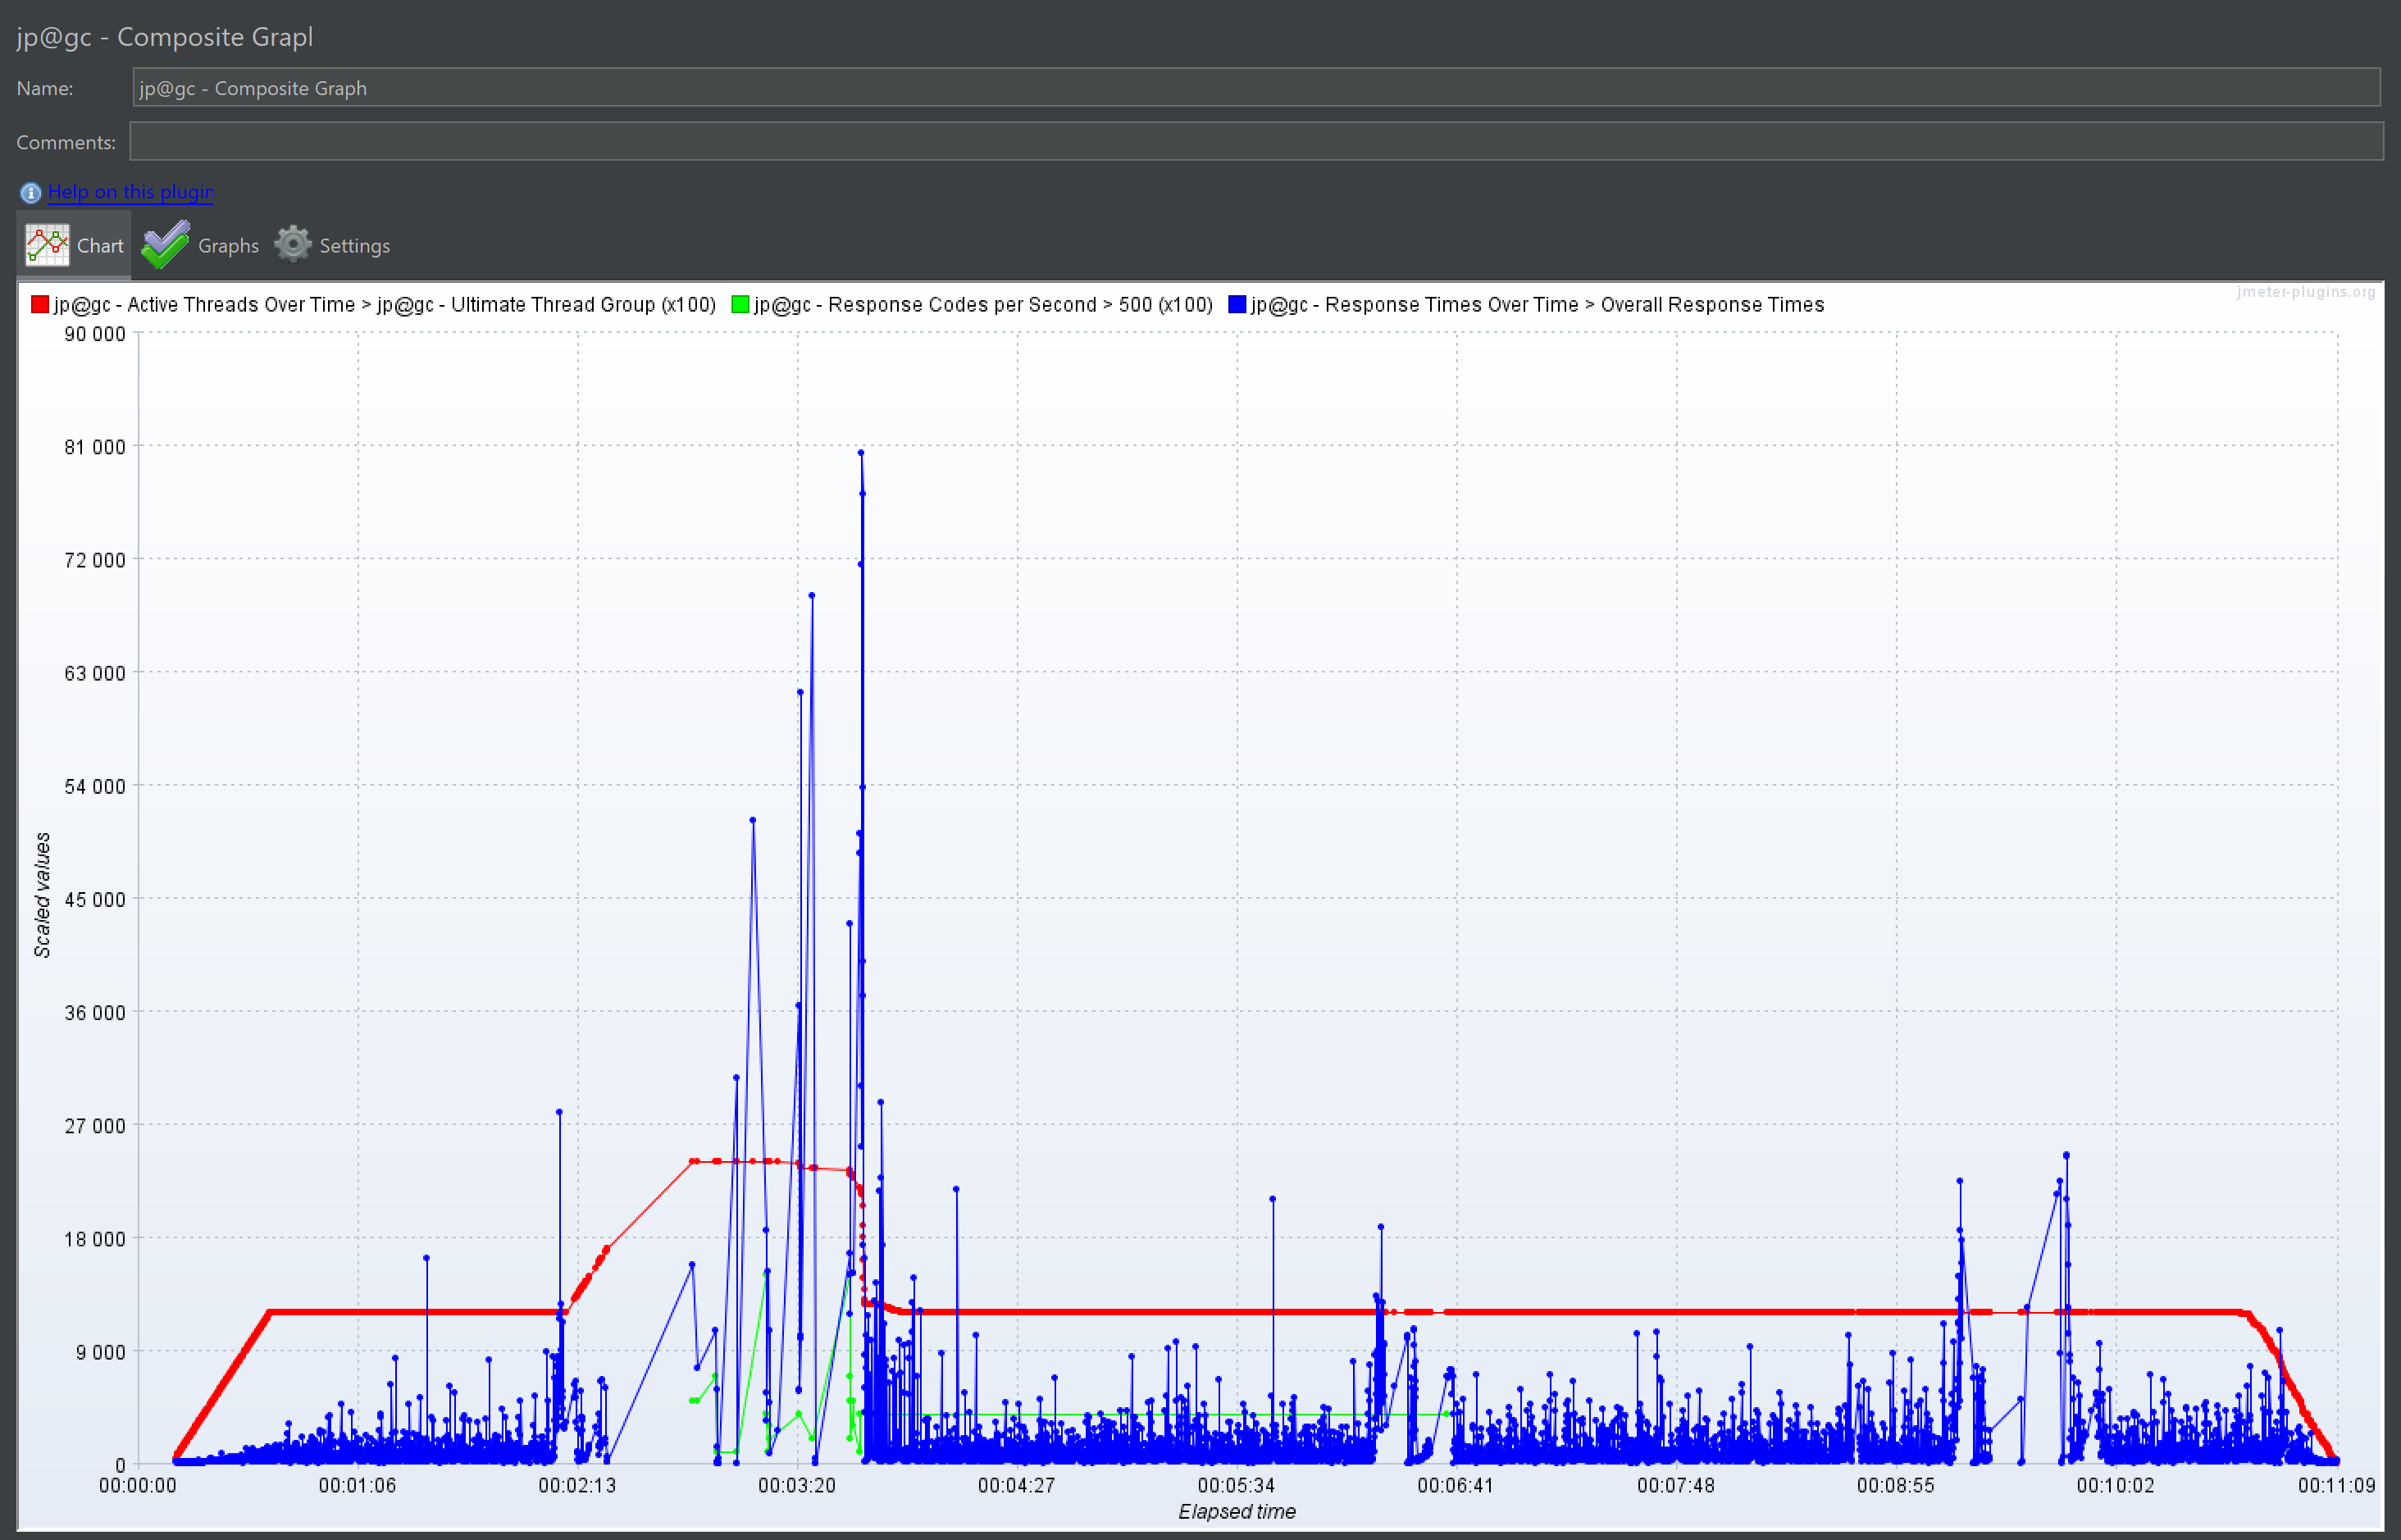 jp@gc - Composite Grapl
Name: jp@gc - Composite Graph
Comments:
Help on this plugin
Chart Graphs Settings
jp@gc - Active Threads Over Time > jp@gc - Ultimate Thread Group (x100) jp@gc - Response Codes per Second > 500 (x100) jp@gc - Response Times Over Time > Overall Response Times
jmeter-plugins.org
90 000
81 000
72 000
63 000
54 000
45 000
36 000
27 000
18 000
9 000
0
Scaled values
00:00:00 00:01:06 00:02:13 00:03:20 00:04:27 00:05:34 00:06:41 00:07:48 00:08:55 00:10:02 00:11:09
Elapsed time